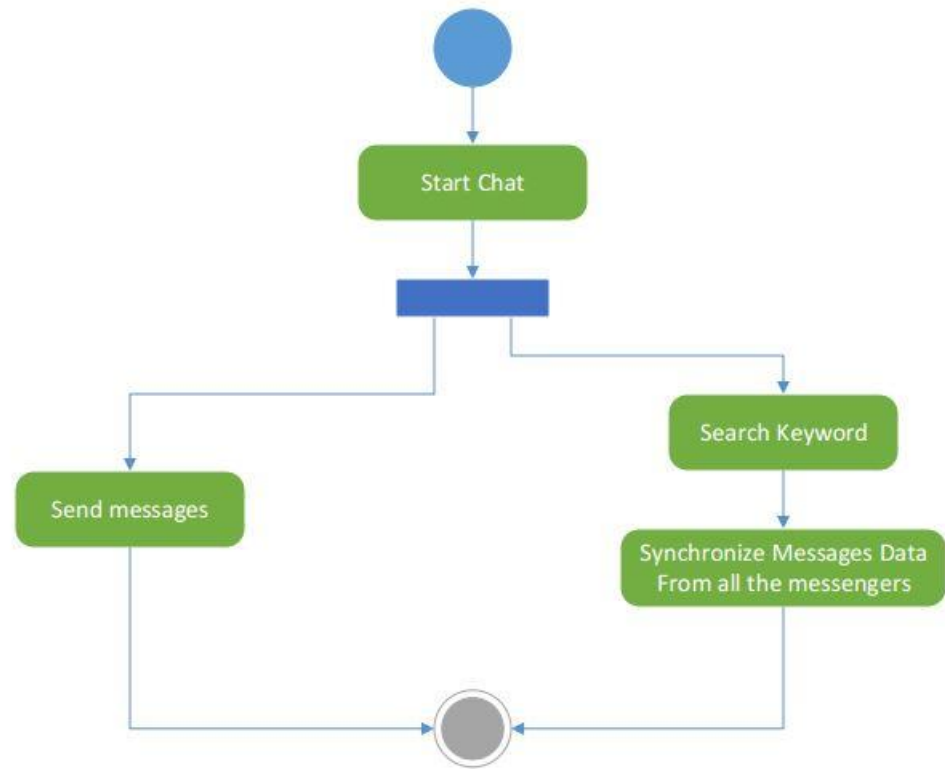 Start Chat
Search Keyword
Send messages
Synchronize Messages Data
From all the messengers